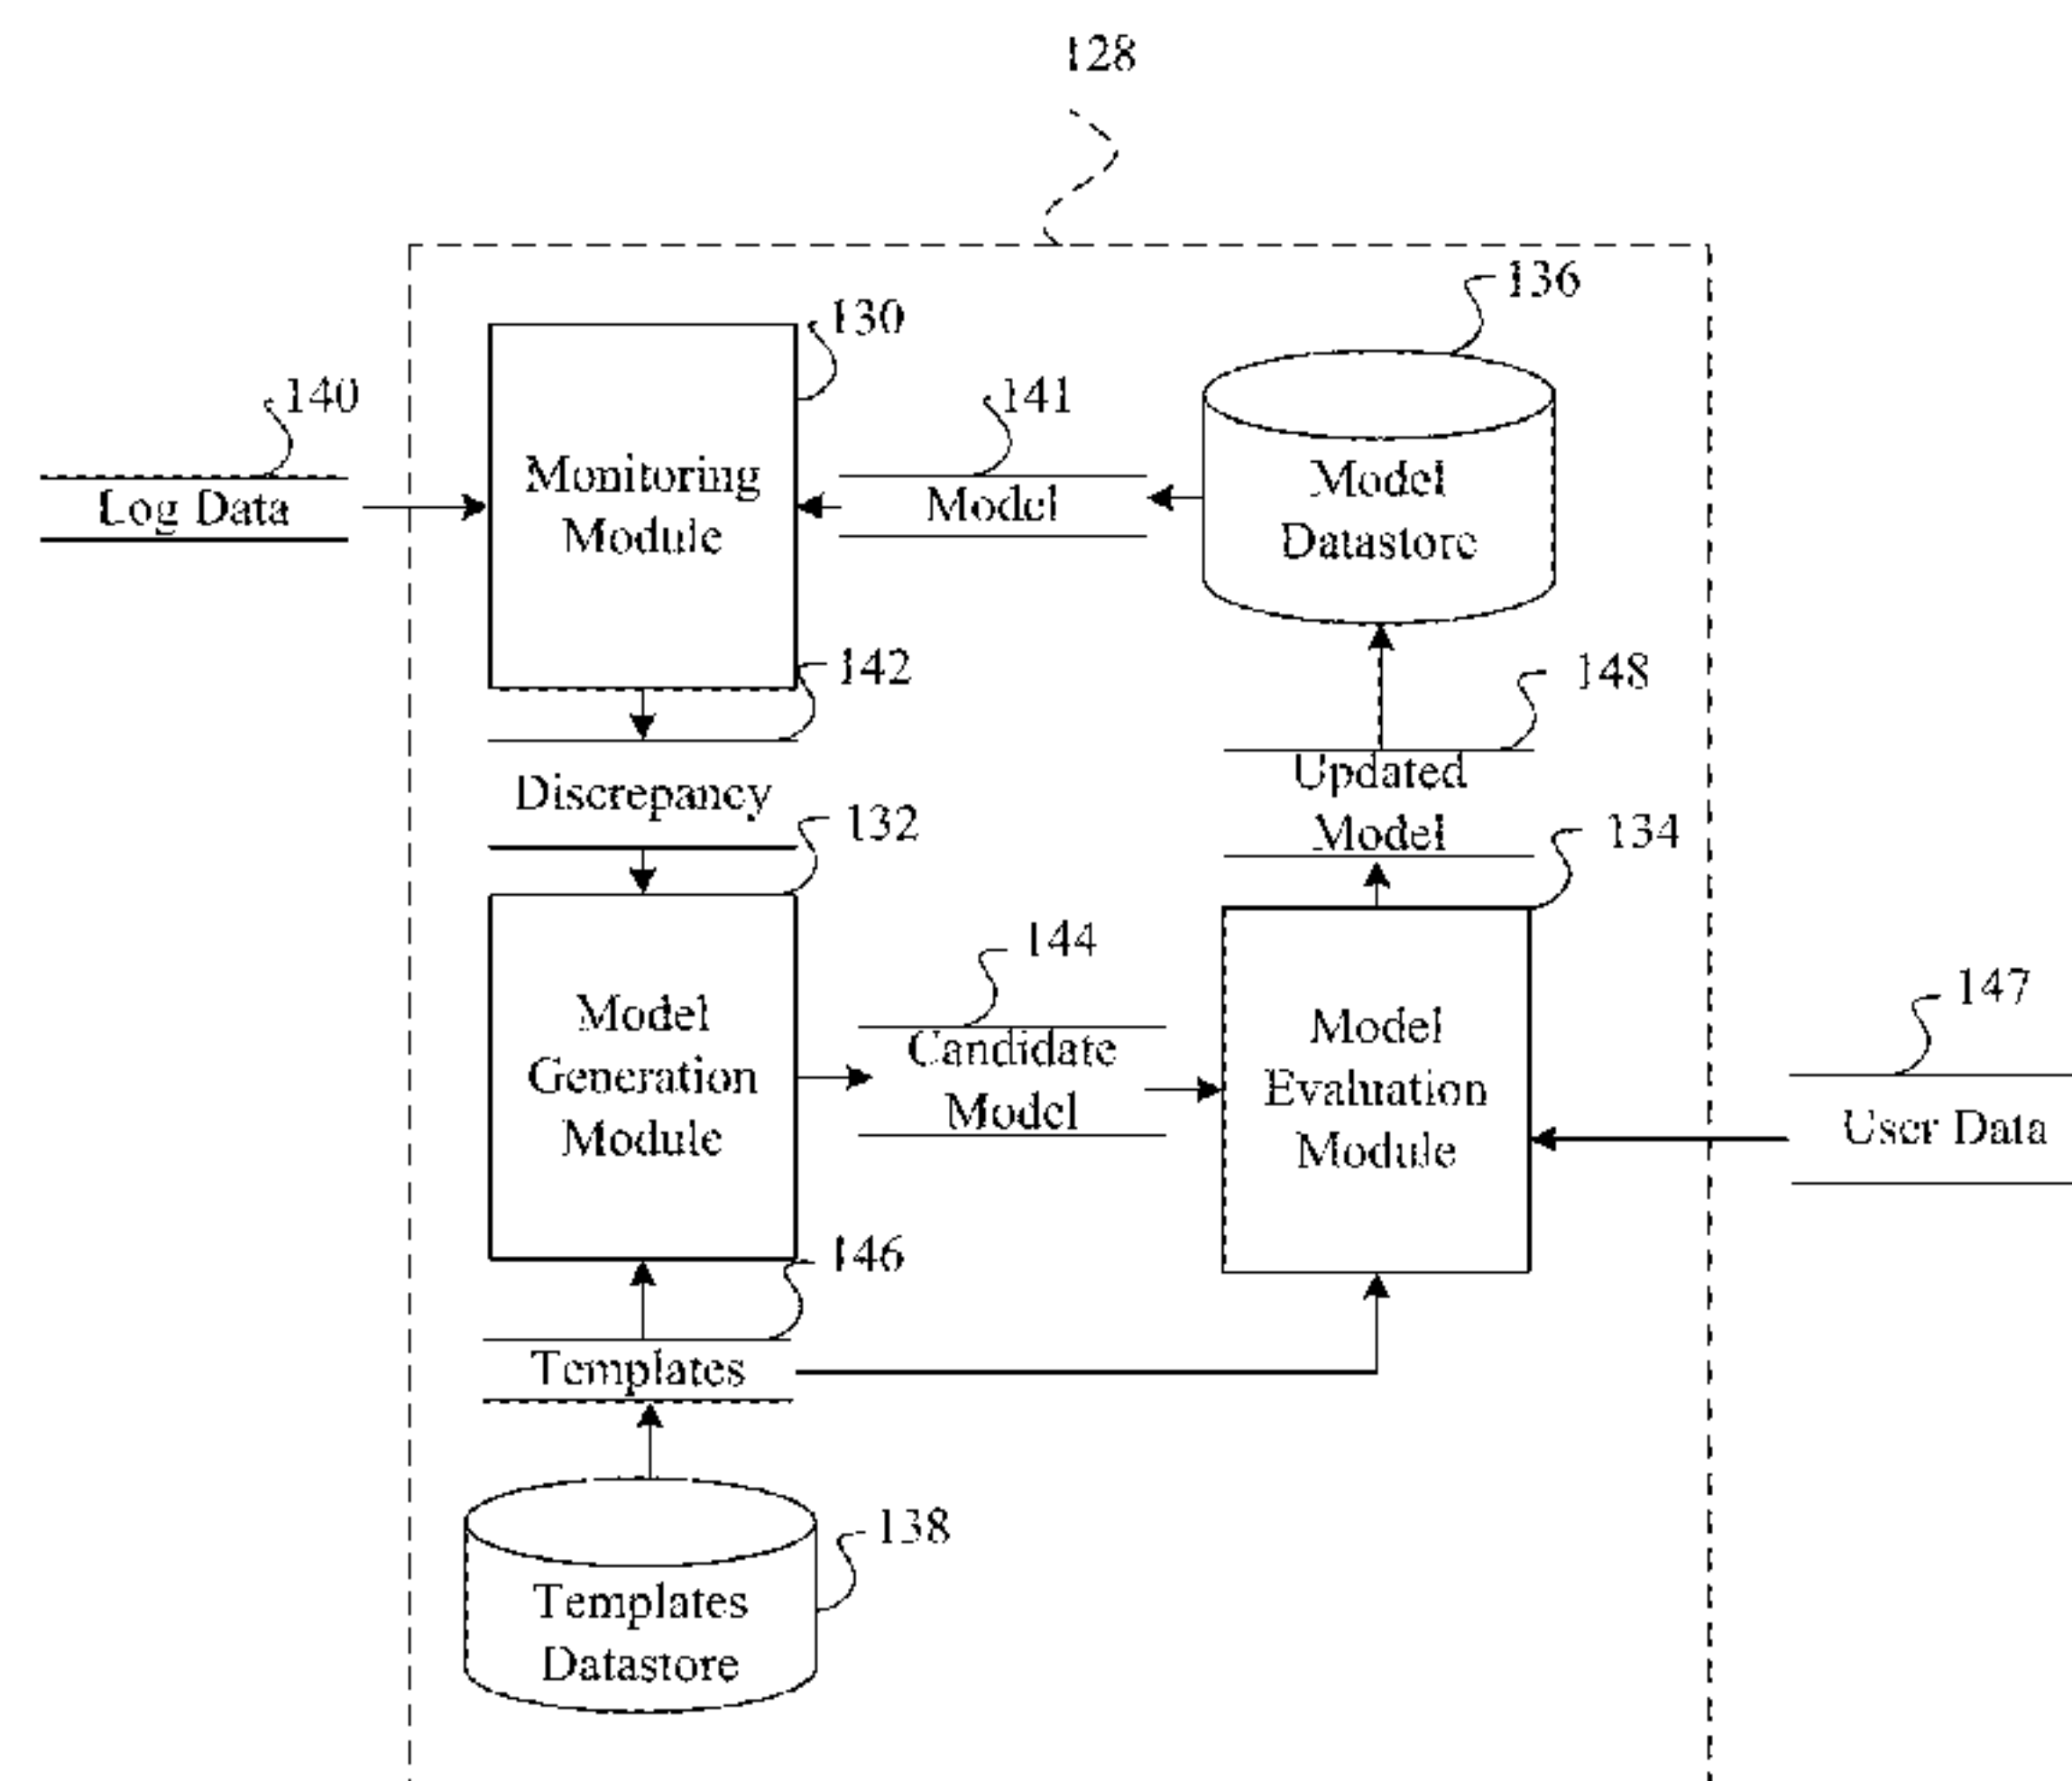 128
136
130
140
141
Monitoring
Module
Model
Log Data
Model
Datastore
142
148
Discrepancy
Updated
Model
132
134
144
147
Model
Generation
Module
Candidate
Model
Model
Evaluation
Module
User Data
146
Templates
138
Templates
Datastore